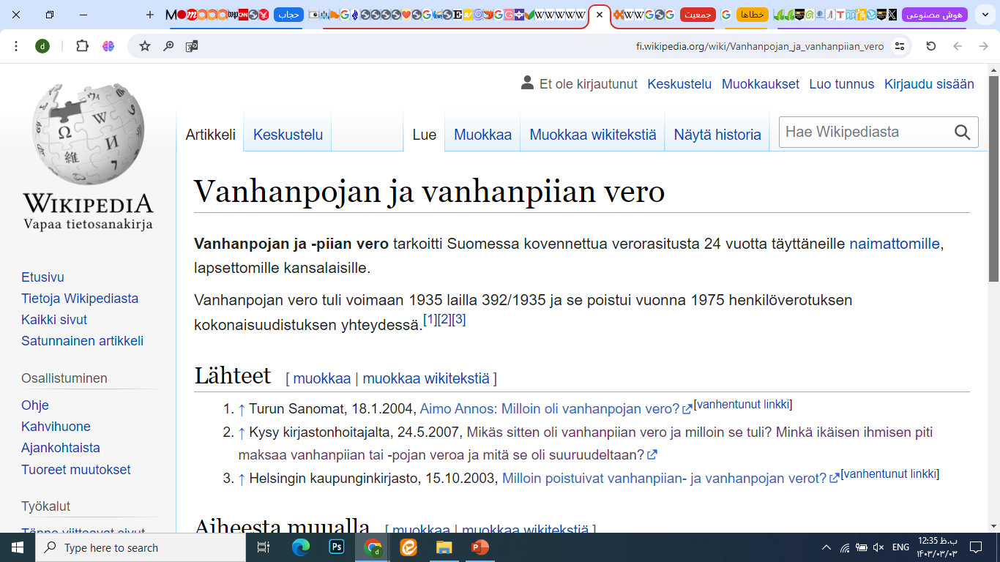 حجاب
جمعیت
خطاها
هوش مصنوعی
fi.wikipedia.org/wiki/Vanhanpojan_ja_vanhanpiian_vero
Et ole kirjautunut Keskustelu Muokkaukset Luo tunnus Kirjaudu sisään
Artikkeli Keskustelu Lue Muokkaa Muokkaa wikitekstiä Näytä historia Hae Wikipediasta
WIKIPEDIA
Vapaa tietosanakirja
Etusivu
Tietoja Wikipediasta
Kaikki sivut
Satunnainen artikkeli
Osallistuminen
Ohje
Kahvihuone
Ajankohtaista
Tuoreet muutokset
Työkalut
Tänne viittaavat sivut
Vanhanpojan ja vanhanpiian vero
Vanhanpojan ja -piian vero tarkoitti Suomessa kovennettua verorasitusta 24 vuotta täyttäneille naimattomille,
lapsettomille kansalaisille.
Vanhanpojan vero tuli voimaan 1935 lailla 392/1935 ja se poistui vuonna 1975 henkilöverotuksen
kokonaisuudistuksen yhteydessä.[1][2][3]
Lähteet [ muokkaa | muokkaa wikitekstiä ]
1. ↑ Turun Sanomat, 18.1.2004, Aimo Annos: Milloin oli vanhanpojan vero? [vanhentunut linkki]
2. ↑ Kysy kirjastonhoitajalta, 24.5.2007, Mikäs sitten oli vanhanpiian vero ja milloin se tuli? Minkä ikäisen ihmisen piti
maksaa vanhanpiian tai -pojan veroa ja mitä se oli suuruudeltaan?
3. ↑ Helsingin kaupunginkirjasto, 15.10.2003, Milloin poistuivat vanhanpiian- ja vanhanpojan verot? [vanhentunut linkki]
Aiheesta muualla [ muokkaa | muokkaa wikitekstiä ]
Type here to search
ENG
12:35 ب.ظ
۱۴۰۳/۰۳/۰۳